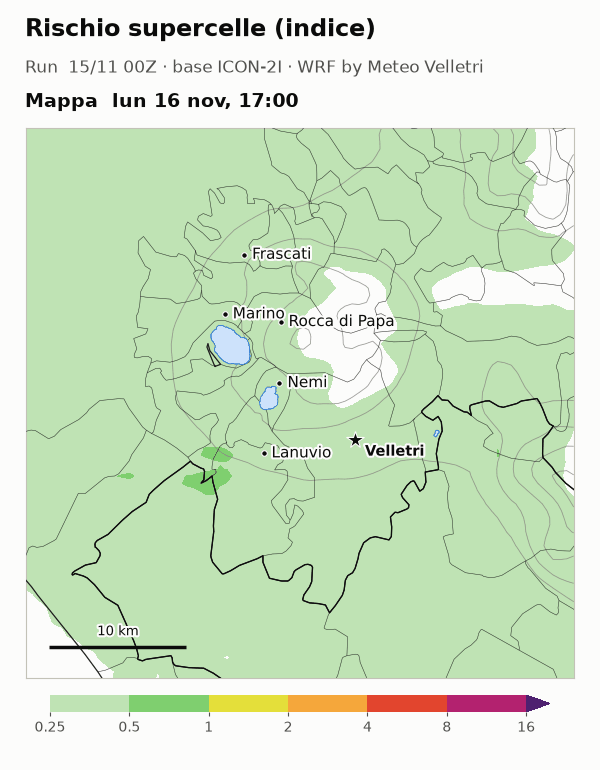 Rischio supercelle (indice)
Run  15/11 00Z · base ICON-2I · WRF by Meteo Velletri
Mappa  lun 16 nov, 17:00
Frascati
Marino
Rocca di Papa
Nemi
Velletri
Lanuvio
10 km
0.25 0.5 1 2 4 8 16